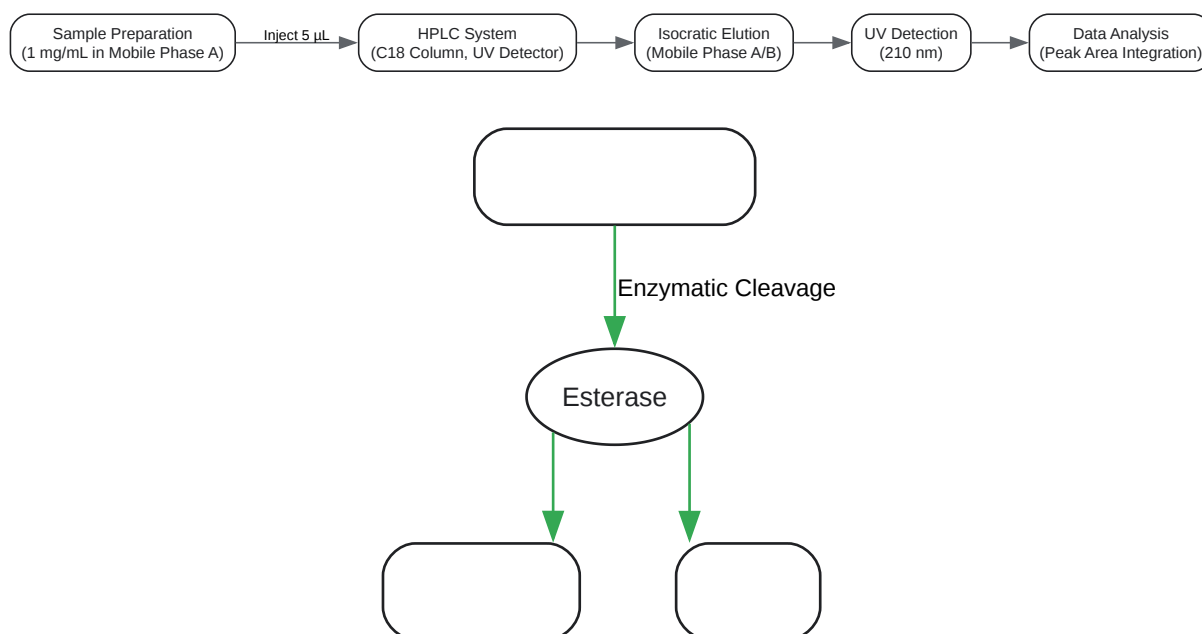 Sample Preparation
(1 mg/mL in Mobile Phase A)
Inject 5 µL
HPLC System
(C18 Column, UV Detector)
Isocratic Elution
(Mobile Phase A/B)
UV Detection
(210 nm)
Data Analysis
(Peak Area Integration)
Enzymatic Cleavage
Esterase